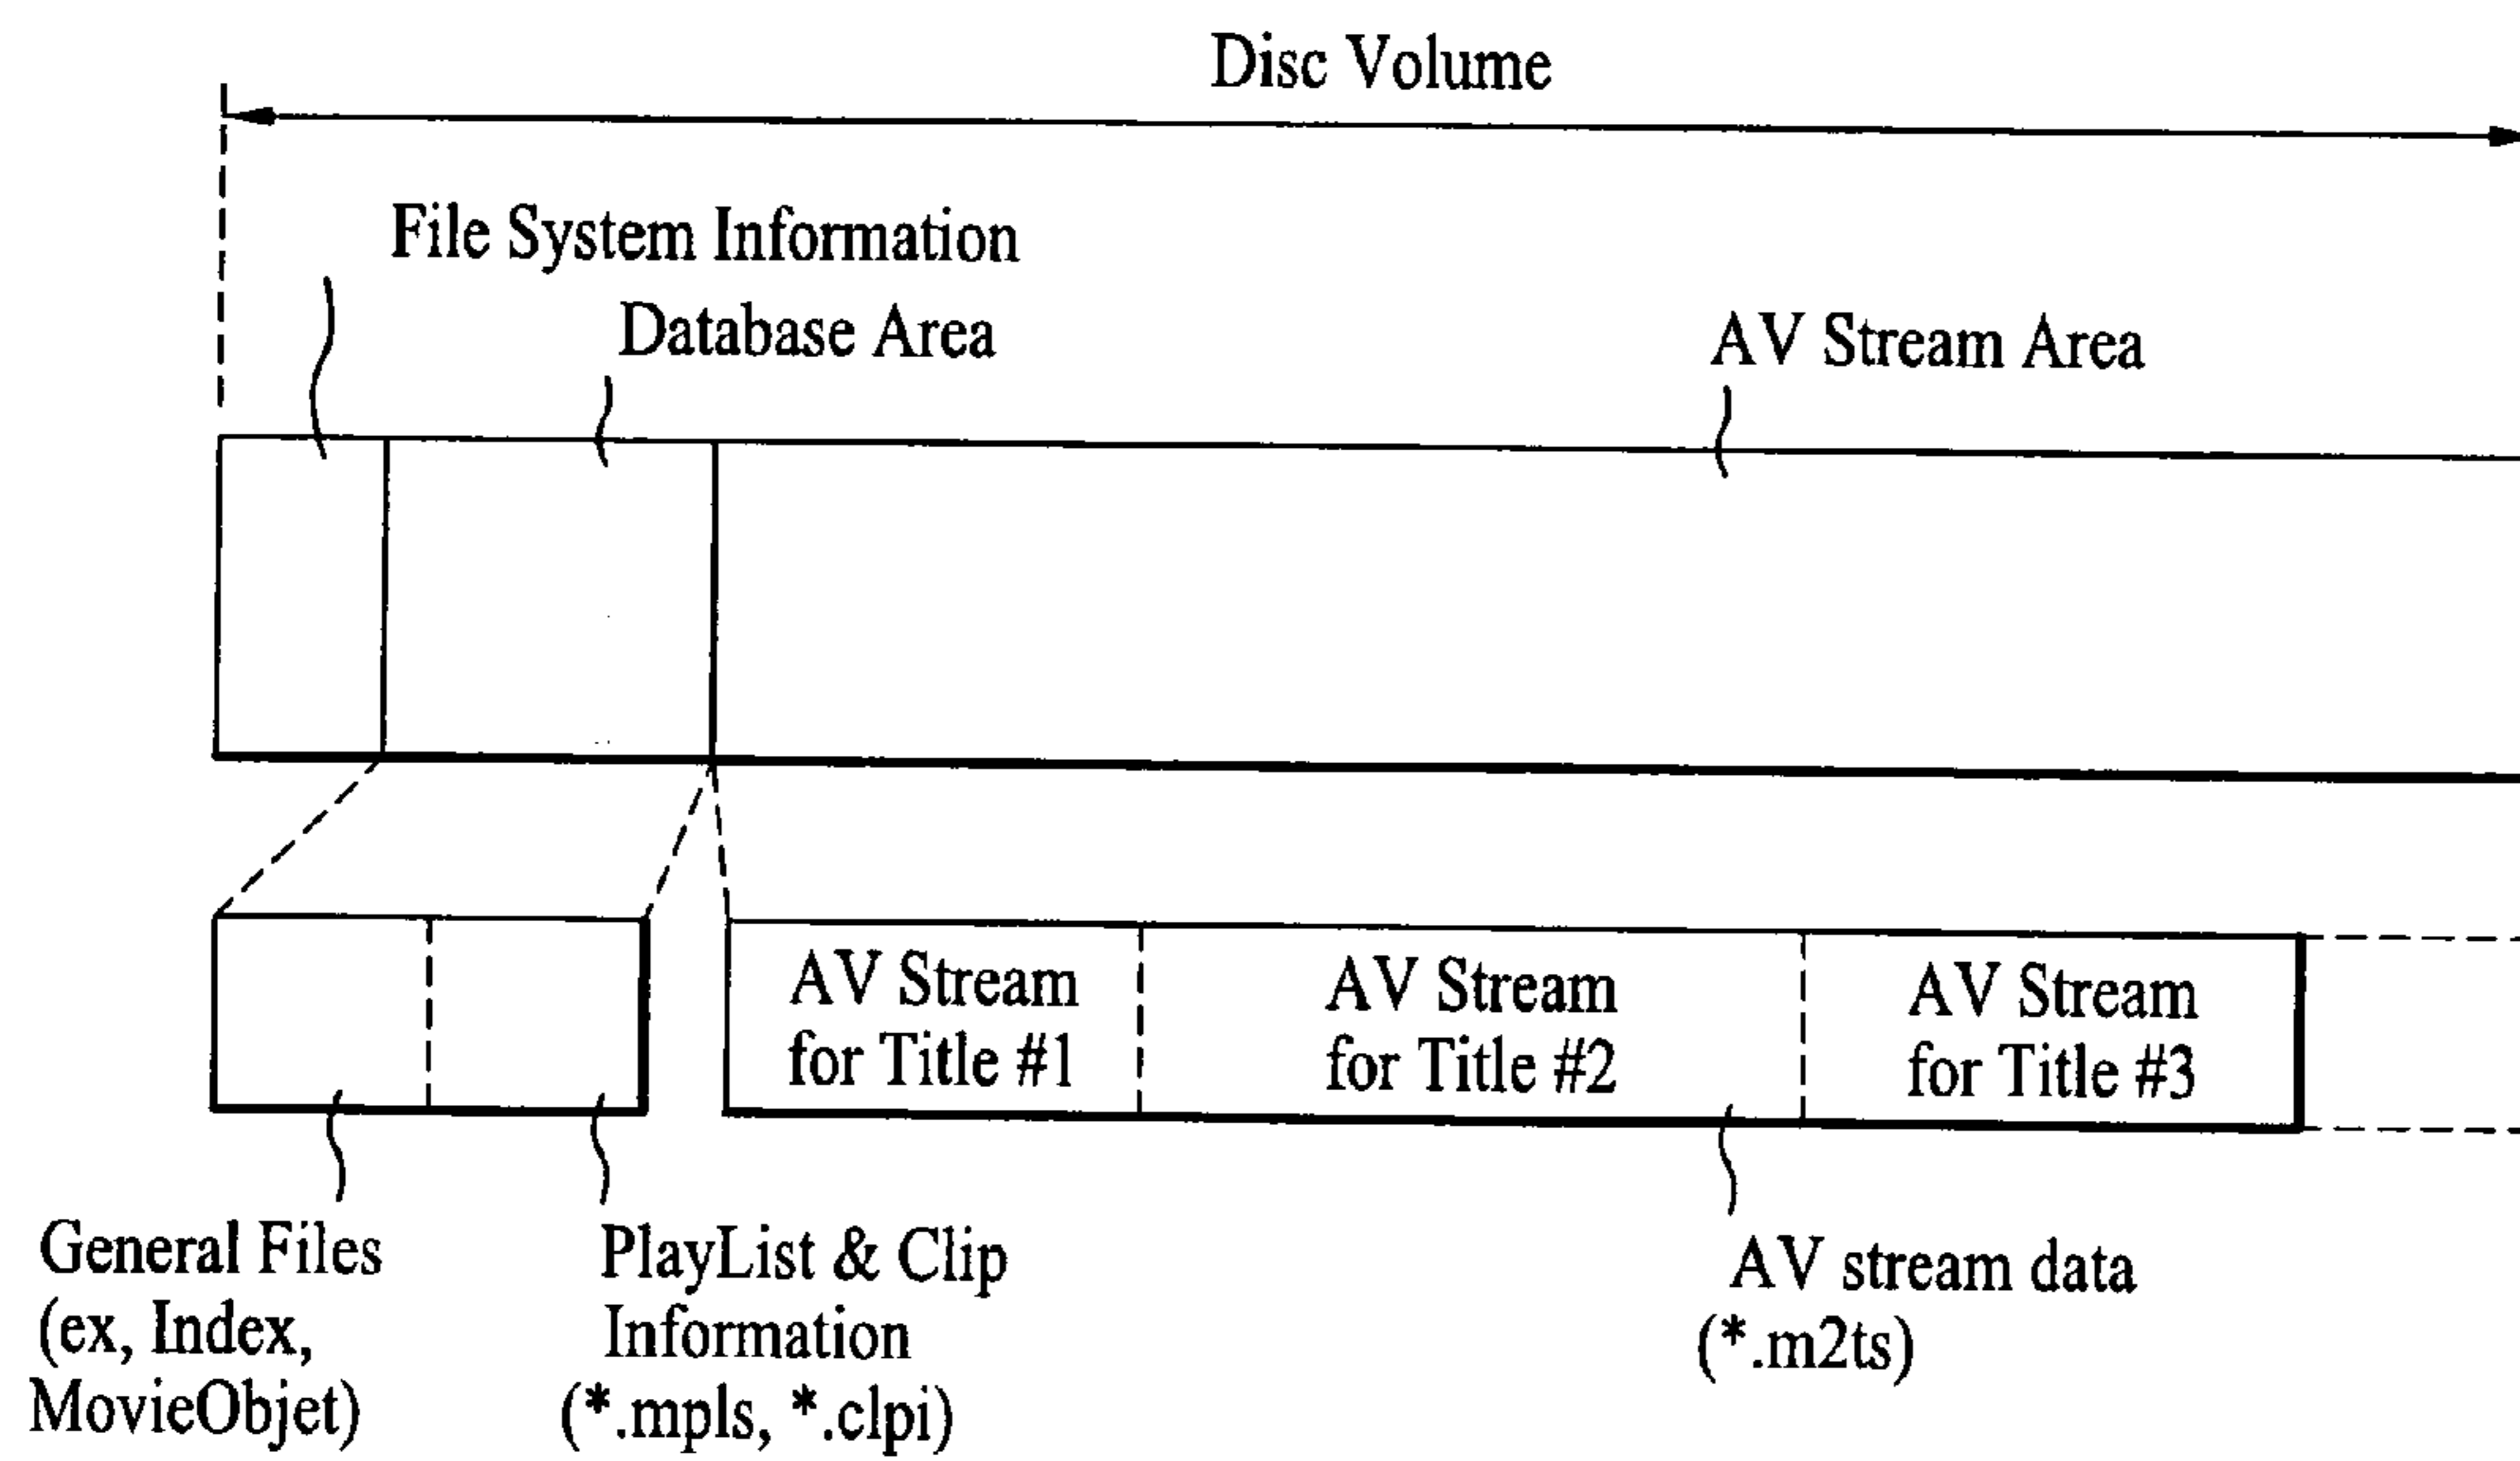 Disc Volume
File System Information
Database Area
AV Stream Area
AV Stream
for Title #1
AV Stream
for Title #2
AV Stream
for Title #3
General Files
(ex, Index,
MovieObjet)
PlayList & Clip
Information
(*.mpls, *.clpi)
AV stream data
(*.m2ts)